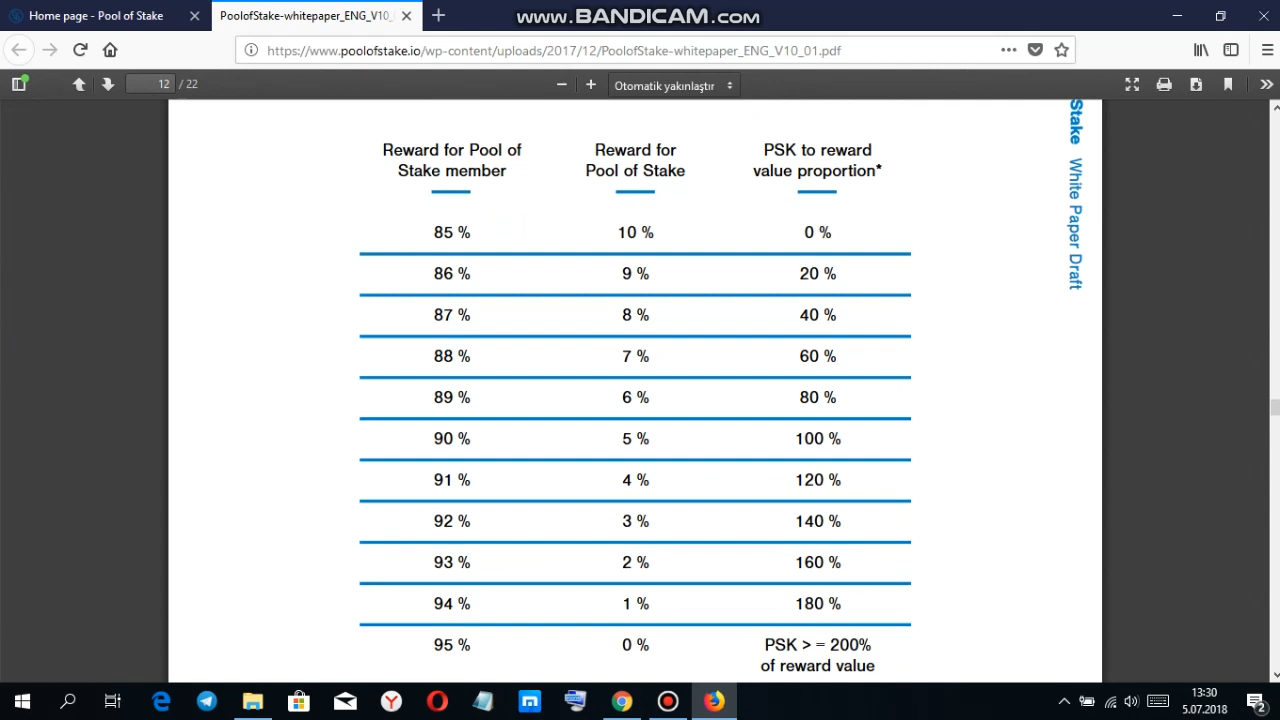 Home page - Pool of Stake
PoolofStake-whitepaper_ENG_V10_
www.BANDICAM.com
https://www.poolofstake.io/wp-content/uploads/2017/12/PoolofStake-whitepaper_ENG_V10_01.pdf
12 / 22
Otomatik yakınlaştır
Stake White Paper Draft
Reward for Pool of Stake member
Reward for Pool of Stake
PSK to reward value proportion*
85 % 10 % 0 %
86 % 9 % 20 %
87 % 8 % 40 %
88 % 7 % 60 %
89 % 6 % 80 %
90 % 5 % 100 %
91 % 4 % 120 %
92 % 3 % 140 %
93 % 2 % 160 %
94 % 1 % 180 %
95 % 0 % PSK > = 200%
of reward value
13:30
5.07.2018
2